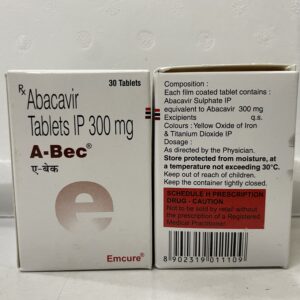 30 Tablets
Rx Abacavir
Tablets IP 300 mg
A-Bec®
ए-बेक
e
Emcure®
Composition :
Each film coated tablet contains :
Abacavir Sulphate IP
equivalent to Abacavir 300 mg
Excipients q.s.
Colours : Yellow Oxide of Iron
& Titanium Dioxide IP
Dosage :
As directed by the Physician.
Store protected from moisture, at
a temperature not exceeding 30°C.
Keep out of reach of children.
Keep the container tightly closed.
SCHEDULE H PRESCRIPTION
DRUG - CAUTION
Not to be sold by retail without
the prescription of a Registered
Medical Practitioner.
8 902319 011109